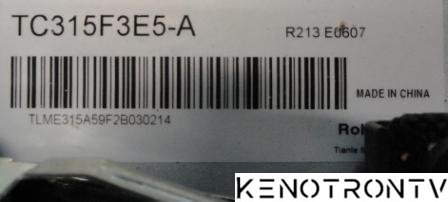 TC315F3E5-A
R213 E0607
MADE IN CHINA
TLME315A59F2B030214
KENOTRONTV